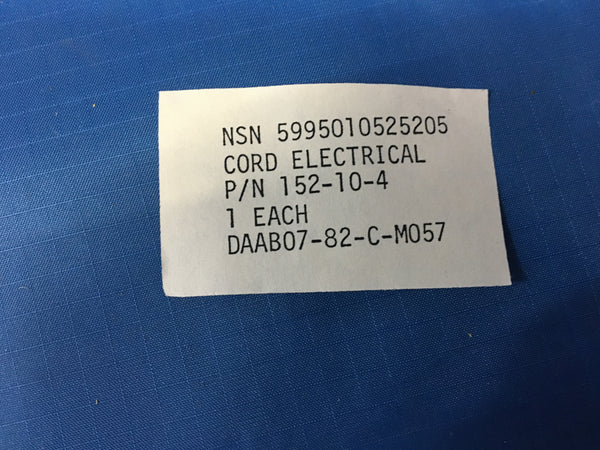 NSN 5995010525205
CORD ELECTRICAL
P/N 152-10-4
1 EACH
DAAB07-82-C-M057